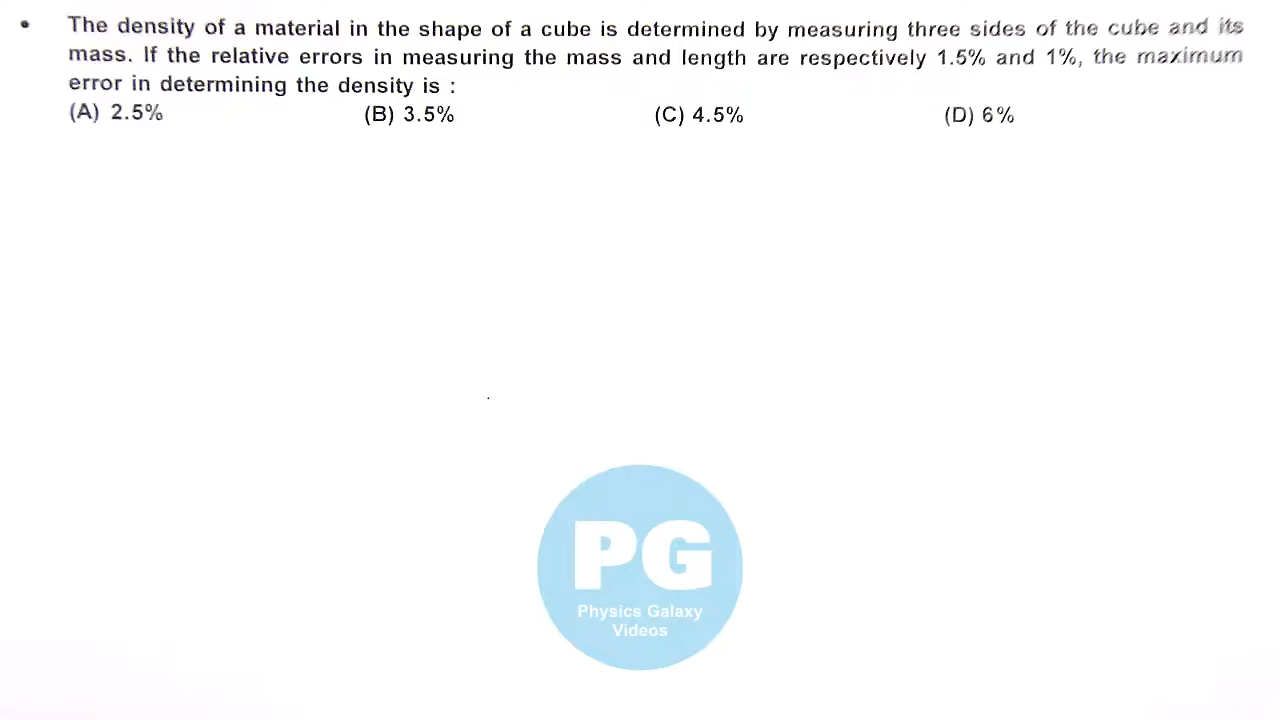 • The density of a material in the shape of a cube is determined by measuring three sides of the cube and its
mass. If the relative errors in measuring the mass and length are respectively 1.5% and 1%, the maximum
error in determining the density is :
(A) 2.5% (B) 3.5% (C) 4.5% (D) 6%
PG
Physics Galaxy
Videos